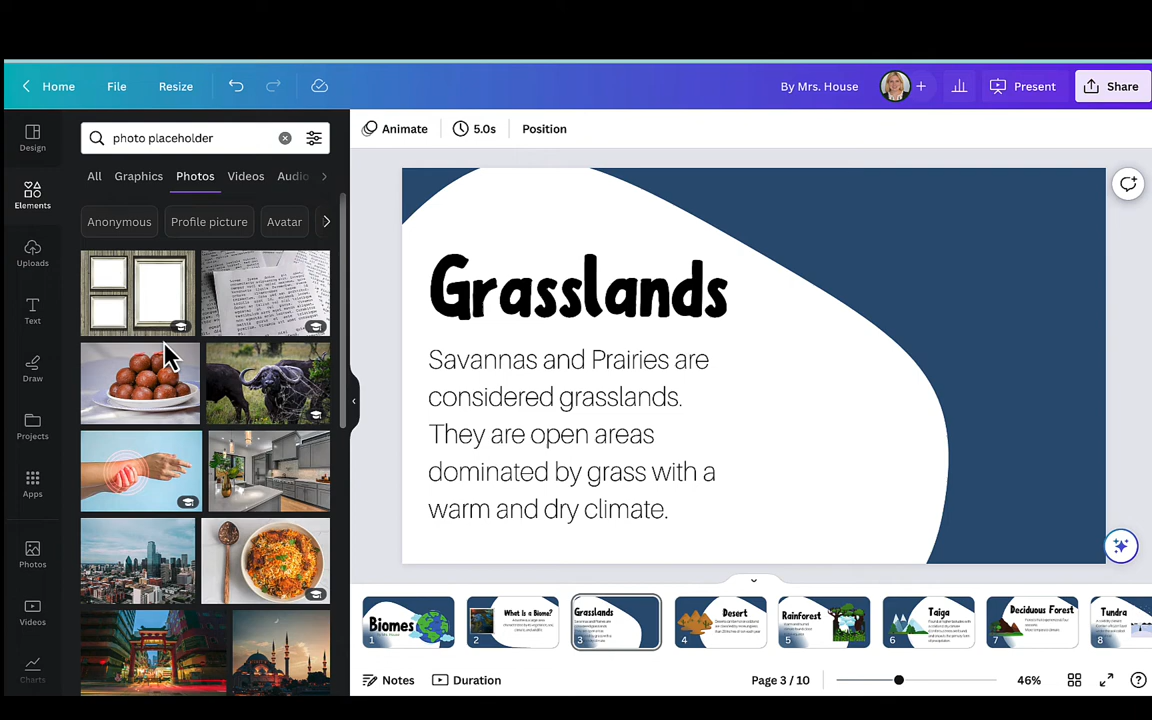 Home
File
Resize
By Mrs. House
Present
Share
Design
Elements
Uploads
Text
Draw
Projects
Apps
Photos
Videos
Charts
photo placeholder
All
Graphics
Photos
Videos
Audio
Anonymous
Profile picture
Avatar
Animate
5.0s
Position
Grasslands
Savannas and Prairies are
considered grasslands.
They are open areas
dominated by grass with a
warm and dry climate.
Biomes
1
What is a Biome?
2
Grasslands
3
Desert
4
Rainforest
5
Taiga
6
Deciduous Forest
7
Tundra
8
Notes
Duration
Page 3 / 10
46%